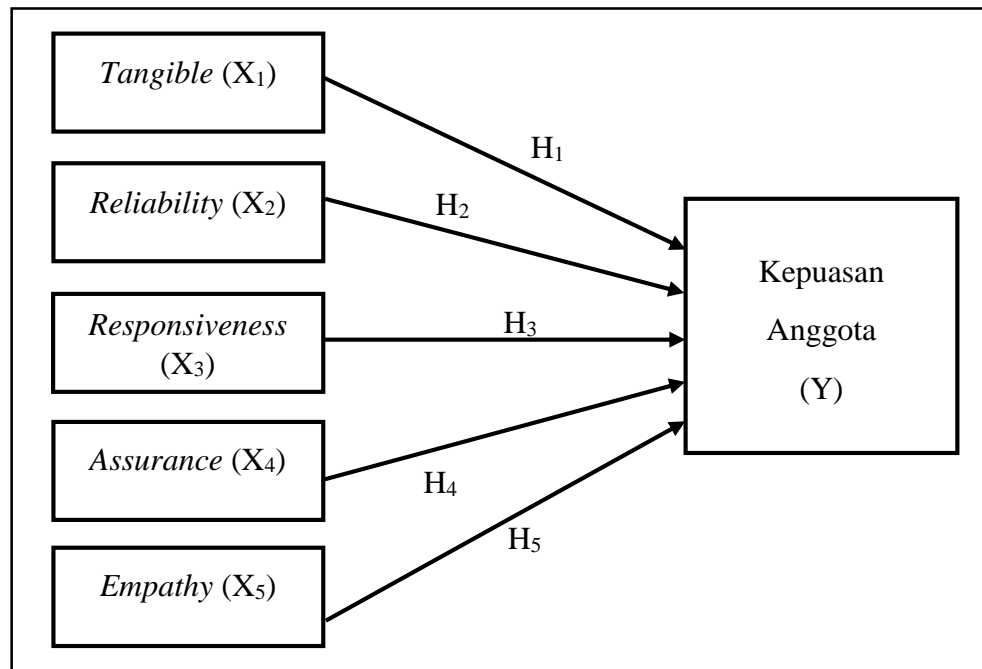 Tangible (X₁)
H₁
Reliability (X₂)
H₂
Responsiveness
(X₃)
H₃
Assurance (X₄)
H₄
Empathy (X₅)
H₅
Kepuasan
Anggota
(Y)